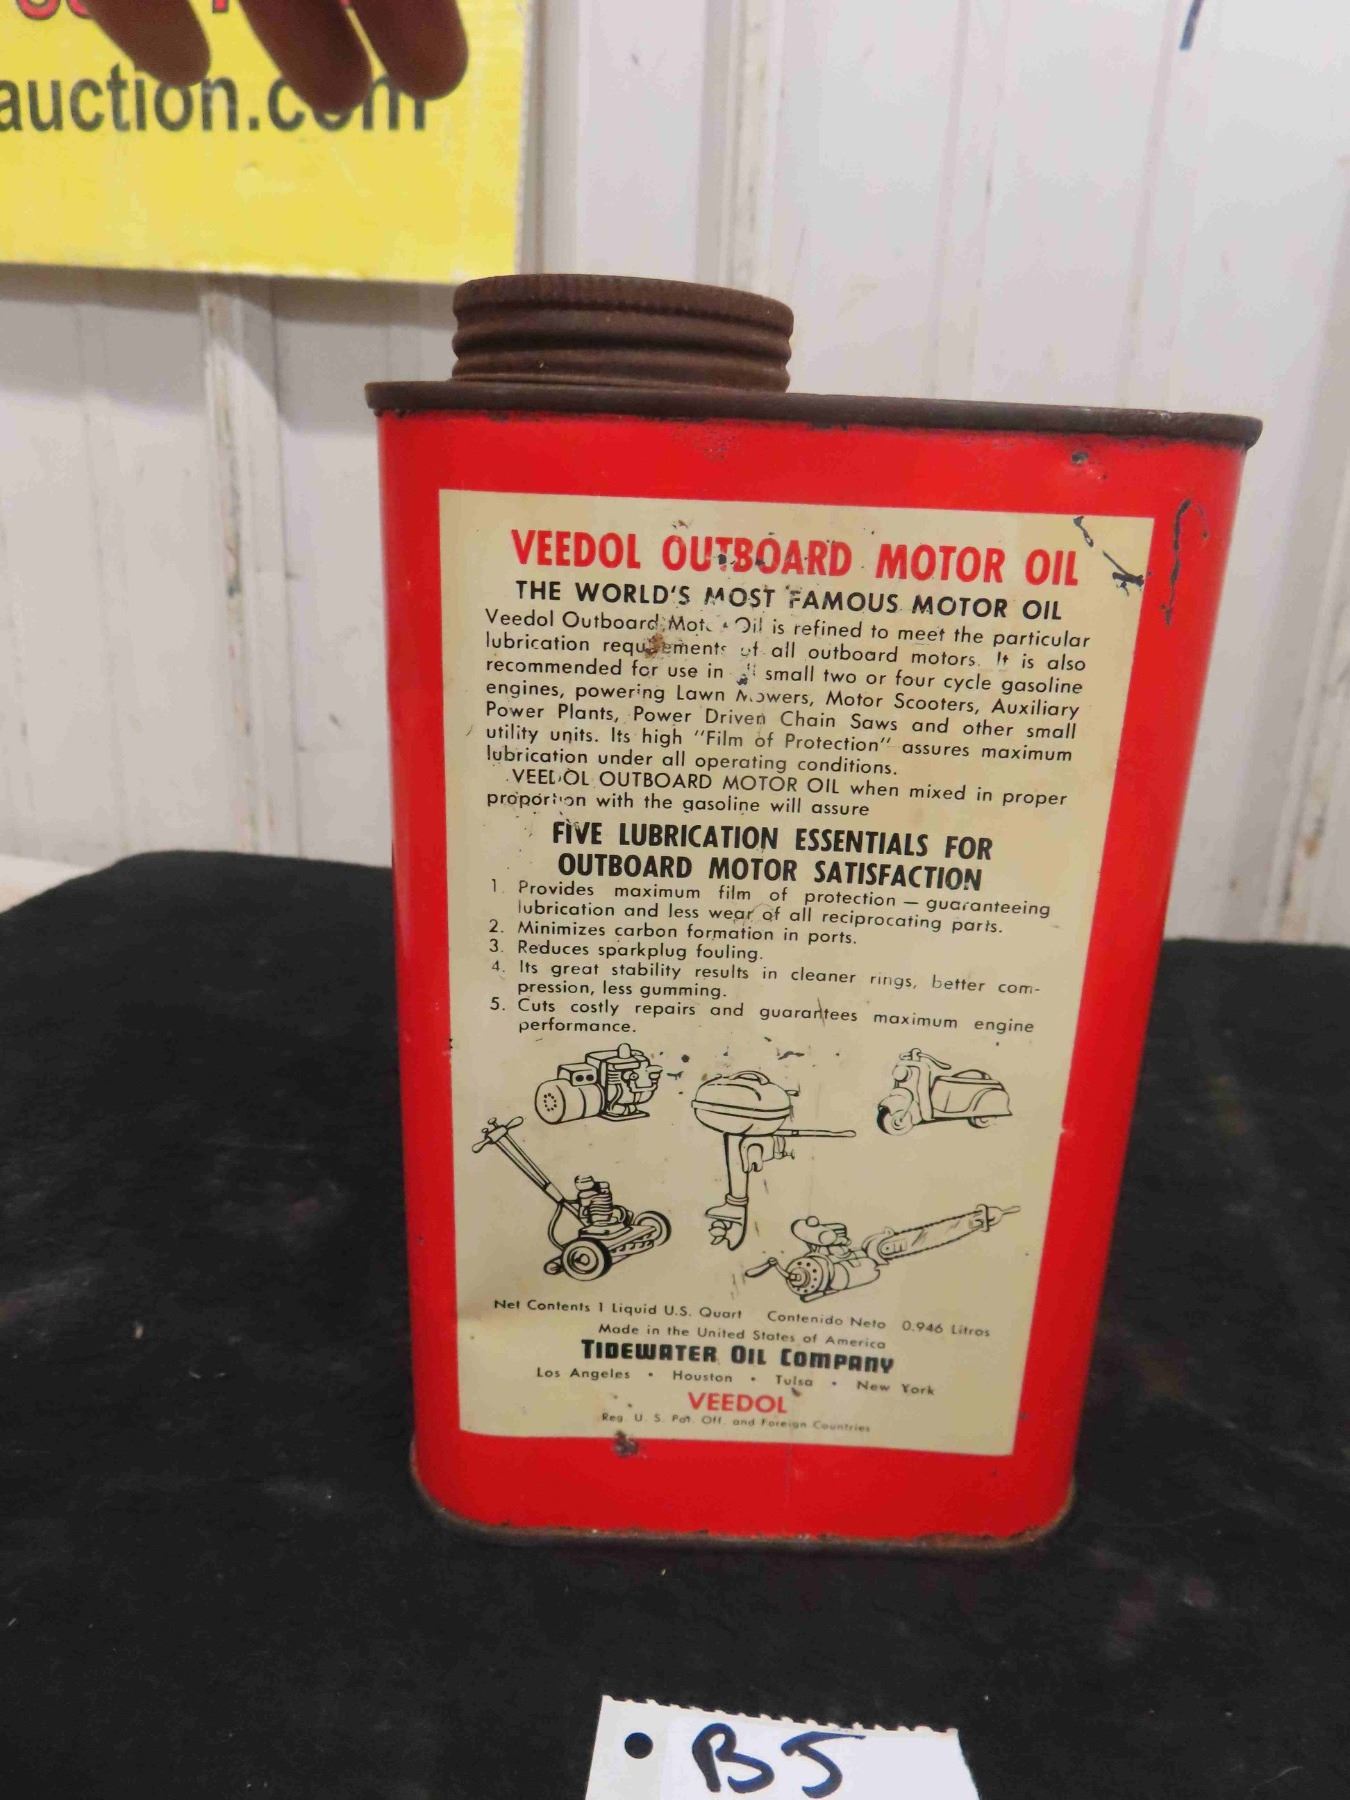 auction.com
VEEDOL OUTBOARD MOTOR OIL
THE WORLD'S MOST FAMOUS MOTOR OIL
Veedol Outboard Motor Oil is refined to meet the particular
lubrication requirements of all outboard motors. It is also
recommended for use in all small two or four cycle gasoline
engines, powering Lawn Mowers, Motor Scooters, Auxiliary
Power Plants, Power Driven Chain Saws and other small
utility units. Its high "Film of Protection" assures maximum
lubrication under all operating conditions.
VEEDOL OUTBOARD MOTOR OIL when mixed in proper
proportion with the gasoline will assure
FIVE LUBRICATION ESSENTIALS FOR
OUTBOARD MOTOR SATISFACTION
1. Provides maximum film of protection — guaranteeing
lubrication and less wear of all reciprocating parts.
2. Minimizes carbon formation in ports.
3. Reduces sparkplug fouling.
4. Its great stability results in cleaner rings, better com-
pression, less gumming.
5. Cuts costly repairs and guarantees maximum engine
performance.
Net Contents 1 Liquid U.S. Quart Contenido Neto 0.946 Litros
Made in the United States of America
TIDEWATER OIL COMPANY
Los Angeles • Houston • Tulsa • New York
VEEDOL
Reg. U. S. Pat. Off. and Foreign Countries
B5